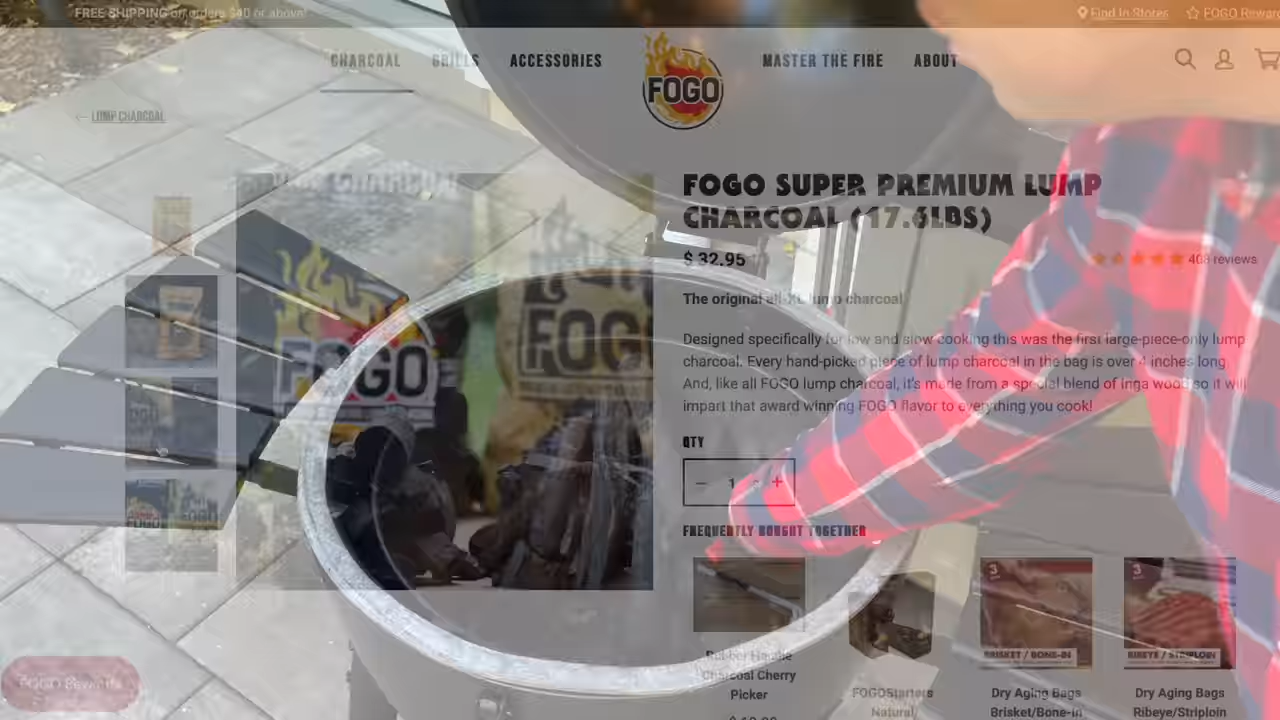 FREE SHIPPING on orders $40 or above!
Find In Stores
FOGO Reward
CHARCOAL
GRILLS
ACCESSORIES
FOGO
MASTER THE FIRE
ABOUT
← LUMP CHARCOAL
FOGO SUPER PREMIUM LUMP
CHARCOAL (17.6LBS)
$ 32.95
408 reviews
The original all-XL lump charcoal
Designed specifically for low and slow cooking this was the first large-piece-only lump
charcoal. Every hand-picked piece of lump charcoal in the bag is over 4 inches long
And, like all FOGO lump charcoal, it's made from a special blend of inga wood so it will
impart that award winning FOGO flavor to everything you cook!
FOGO
FOGO
QTY
− 1 +
FREQUENTLY BOUGHT TOGETHER
3
3
BRISKET / BONE-IN
RIBEYE / STRIPLOIN
FOGO Rewards
Rubber Handle
Charcoal Cherry
Picker
FOGOStarters
Natural
Dry Aging Bags
Brisket/Bone-in
Dry Aging Bags
Ribeye/Striploin